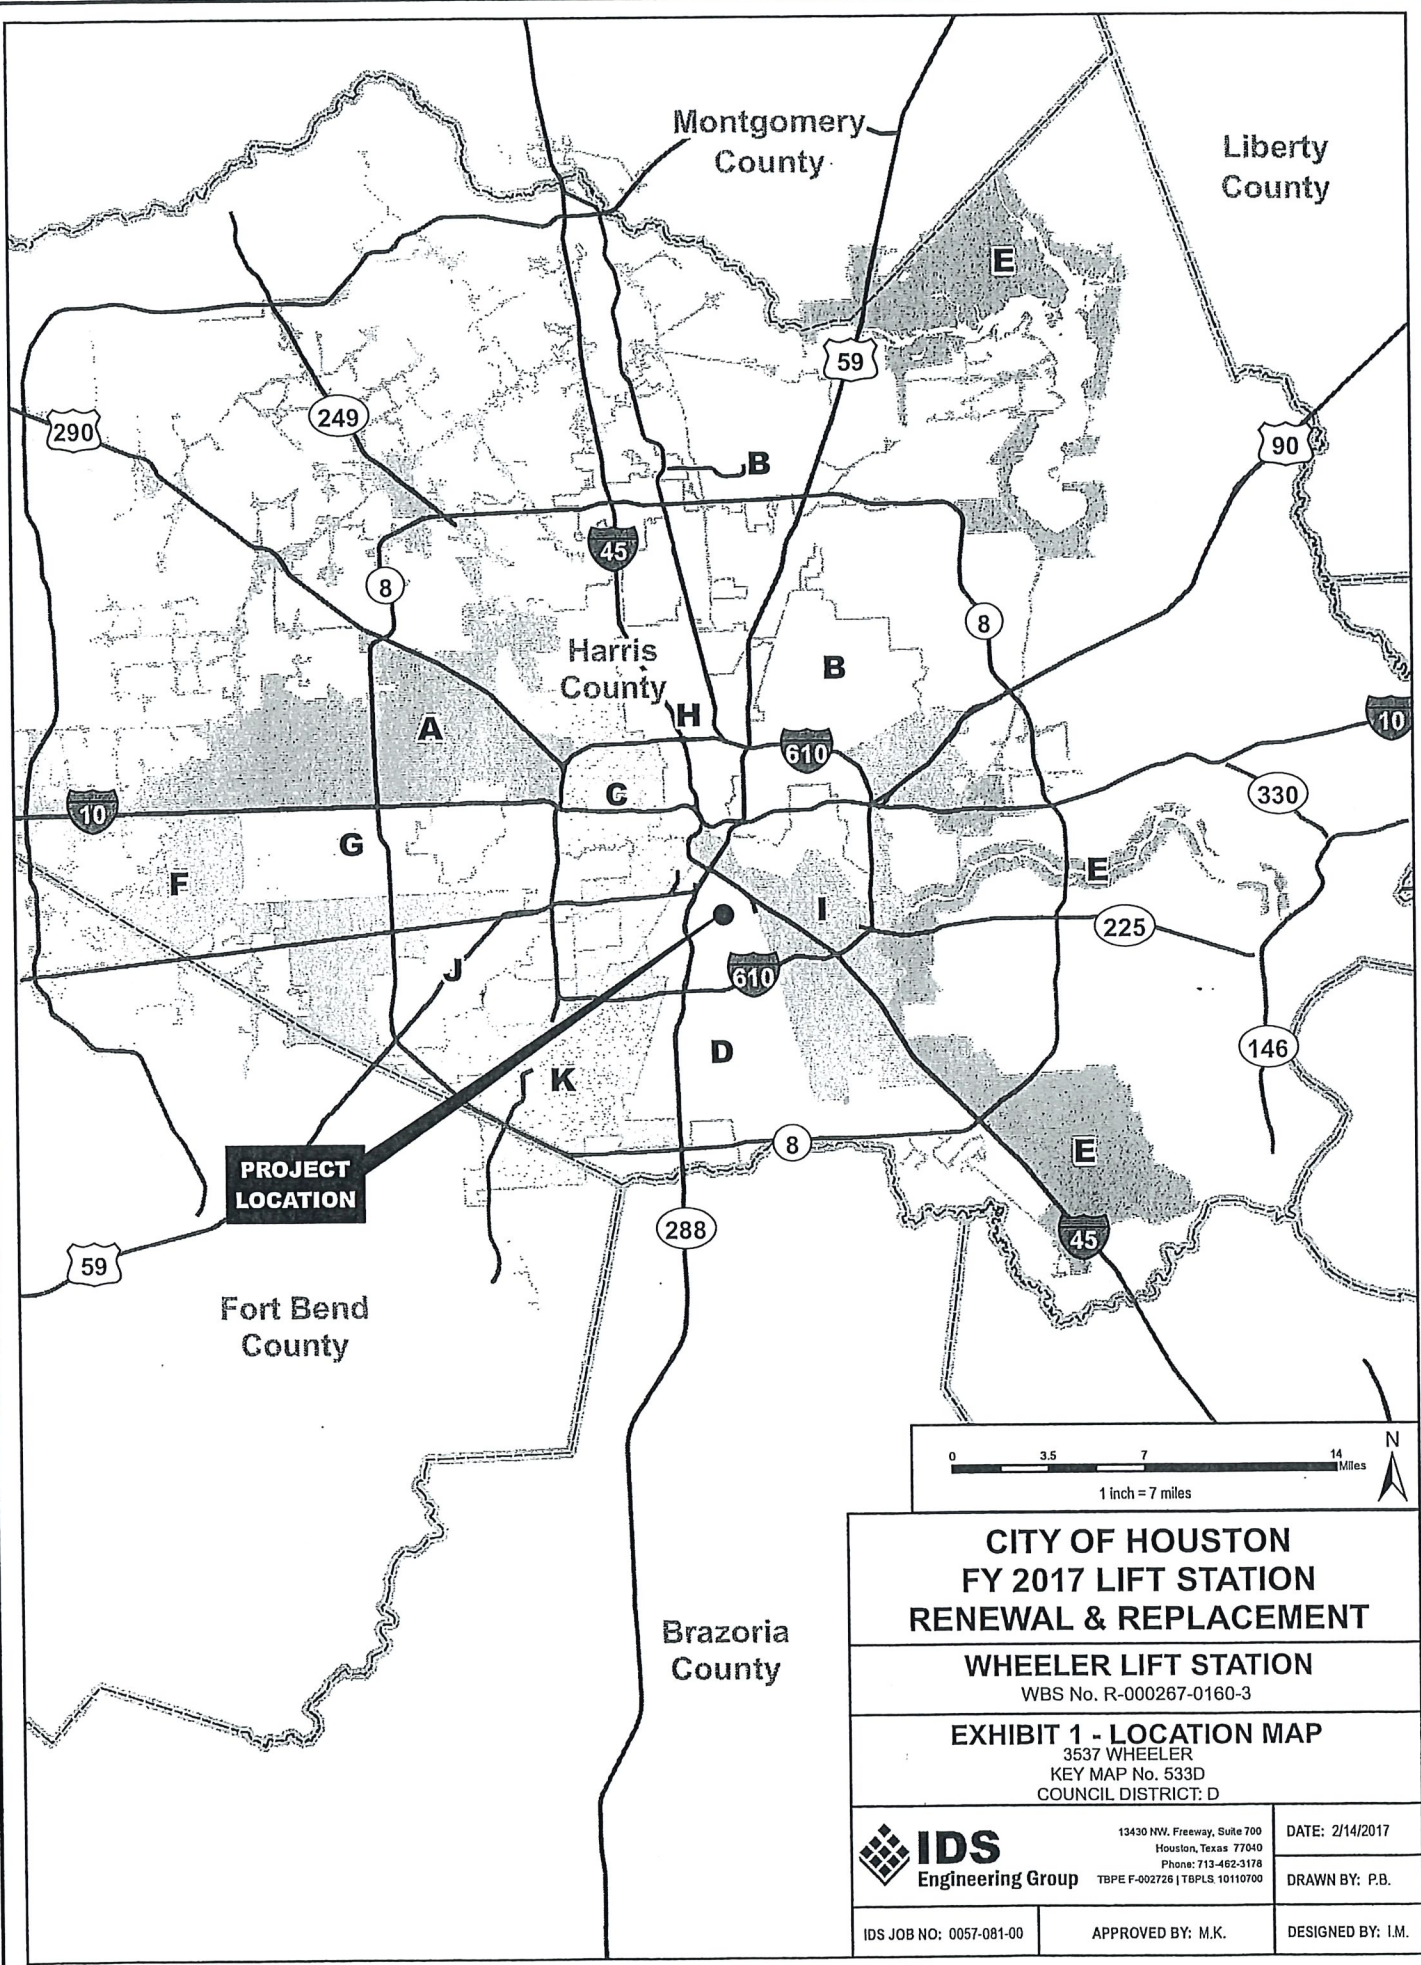 Montgomery
County
Liberty
County
E
59
249
290
90
B
45
8
8
Harris
County
B
H
A
610
10
C
330
10
G
F
E
I
225
J
610
D
146
K
8
E
PROJECT
LOCATION
288
45
59
Fort Bend
County
0 3.5 7 14
Miles
N
1 inch = 7 miles
CITY OF HOUSTON
FY 2017 LIFT STATION
RENEWAL & REPLACEMENT
Brazoria
County
WHEELER LIFT STATION
WBS No. R-000267-0160-3
EXHIBIT 1 - LOCATION MAP
3537 WHEELER
KEY MAP No. 533D
COUNCIL DISTRICT: D
IDS
Engineering Group
13430 NW. Freeway, Suite 700
Houston, Texas 77040
Phone: 713-462-3178
TBPE F-002726 | TBPLS 10110700
DATE: 2/14/2017
DRAWN BY: P.B.
IDS JOB NO: 0057-081-00
APPROVED BY: M.K.
DESIGNED BY: I.M.